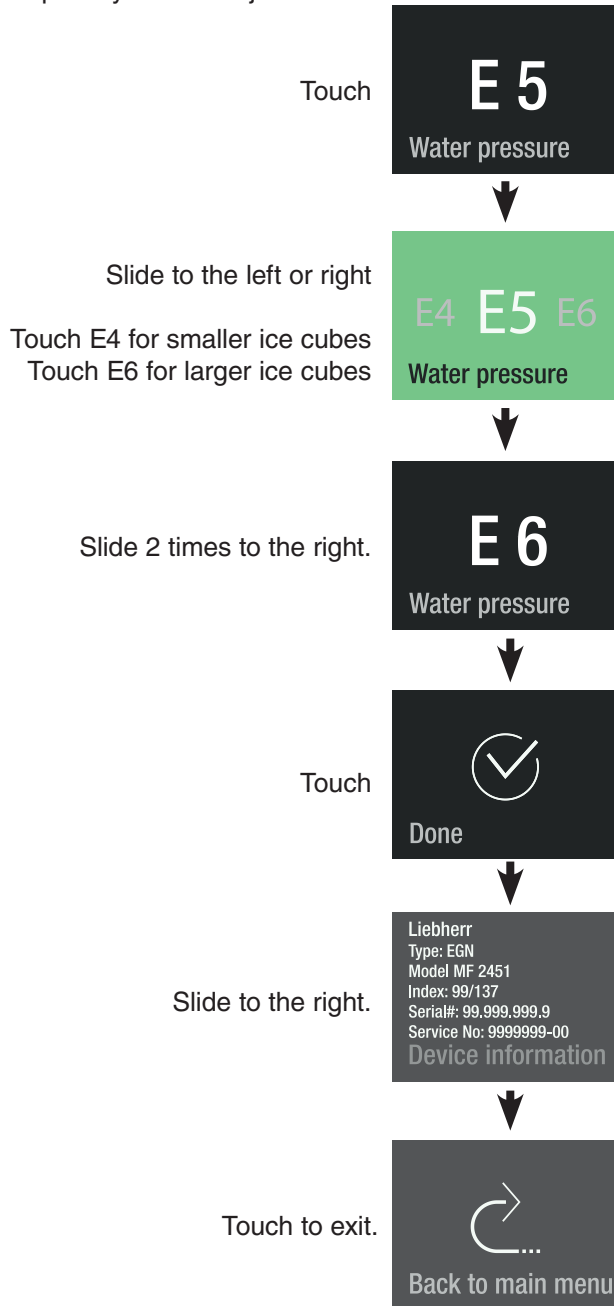 Touch
E 5
Water pressure
Slide to the left or right
Touch E4 for smaller ice cubes
Touch E6 for larger ice cubes
E4 E5 E6
Water pressure
Slide 2 times to the right.
E 6
Water pressure
Touch
Done
Slide to the right.
Liebherr
Type: EGN
Model MF 2451
Index: 99/137
Serial#: 99.999.999.9
Service No: 9999999-00
Device information
Touch to exit.
Back to main menu